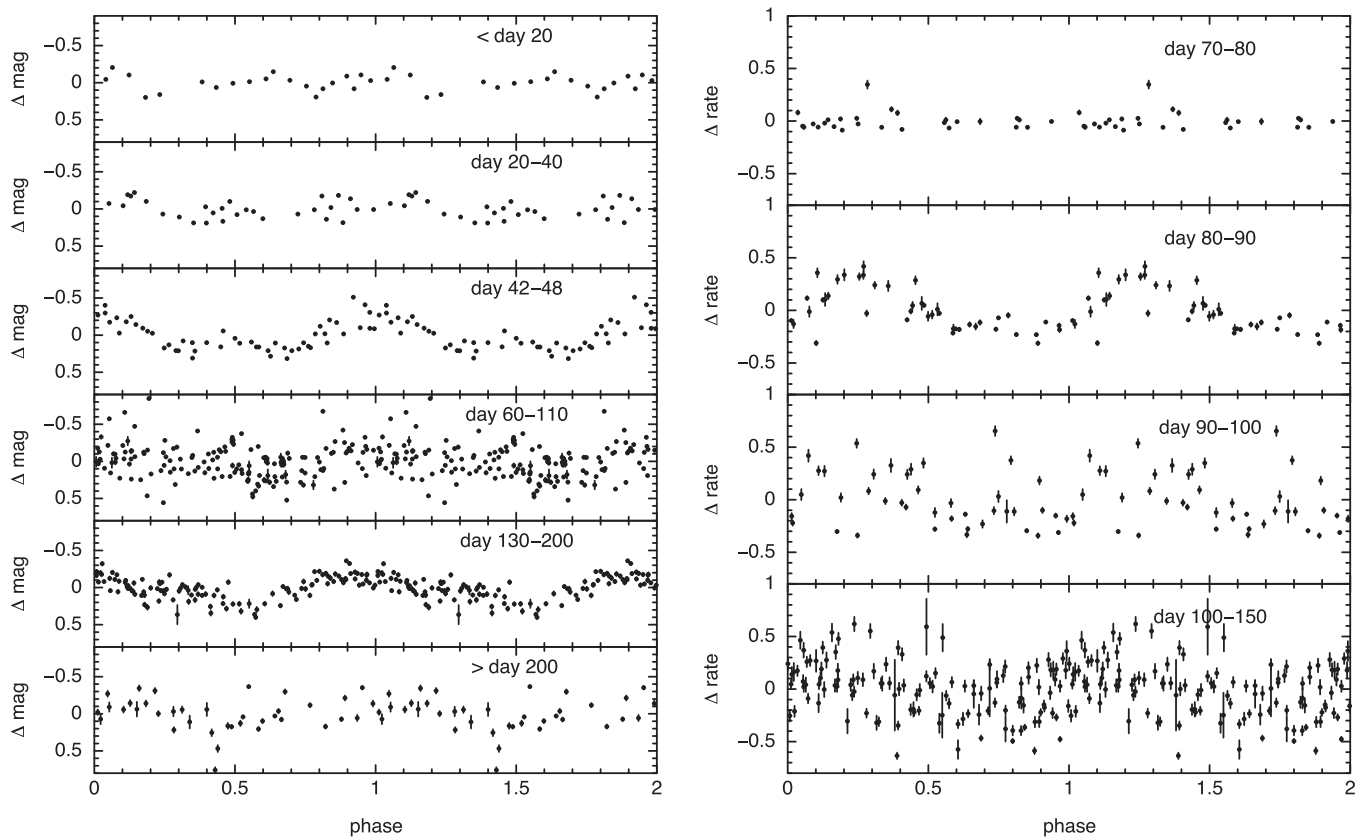 < day 20
−0.5
0
0.5
Δ mag
day 20−40
−0.5
0
0.5
Δ mag
day 42−48
−0.5
0
0.5
Δ mag
day 60−110
−0.5
0
0.5
Δ mag
day 130−200
−0.5
0
0.5
Δ mag
> day 200
−0.5
0
0.5
Δ mag
0 0.5 1 1.5 2
phase
day 70−80
1
0.5
0
−0.5
Δ rate
day 80−90
1
0.5
0
−0.5
Δ rate
day 90−100
1
0.5
0
−0.5
Δ rate
day 100−150
1
0.5
0
−0.5
Δ rate
0 0.5 1 1.5 2
phase